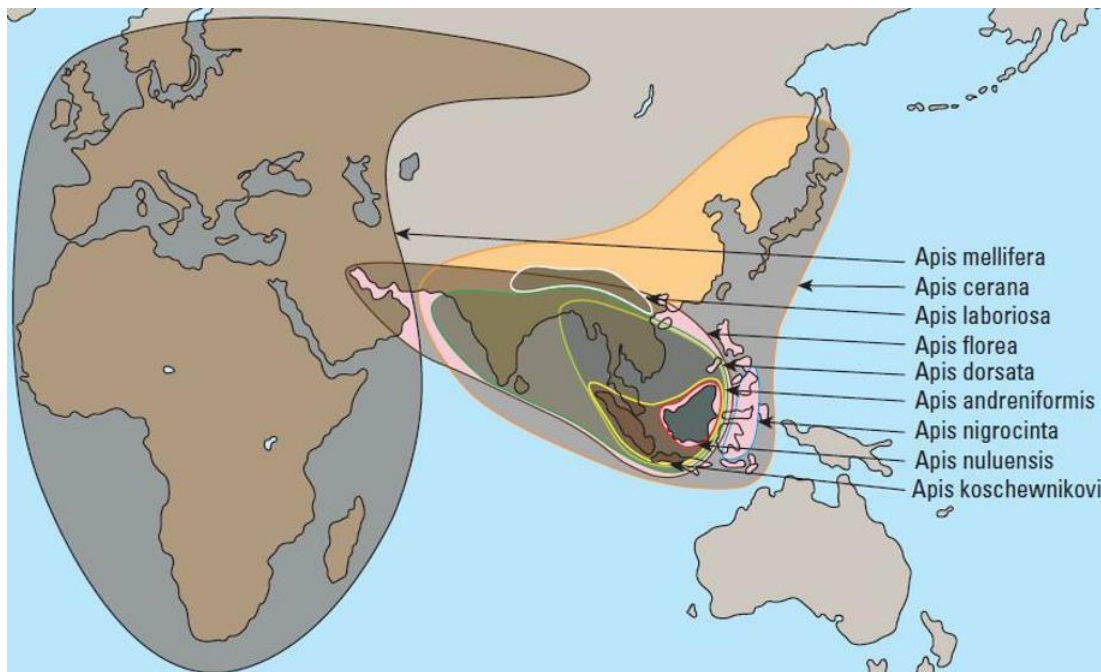 Apis mellifera
Apis cerana
Apis laboriosa
Apis florea
Apis dorsata
Apis andreniformis
Apis nigrocinta
Apis nuluensis
Apis koschewnikovi